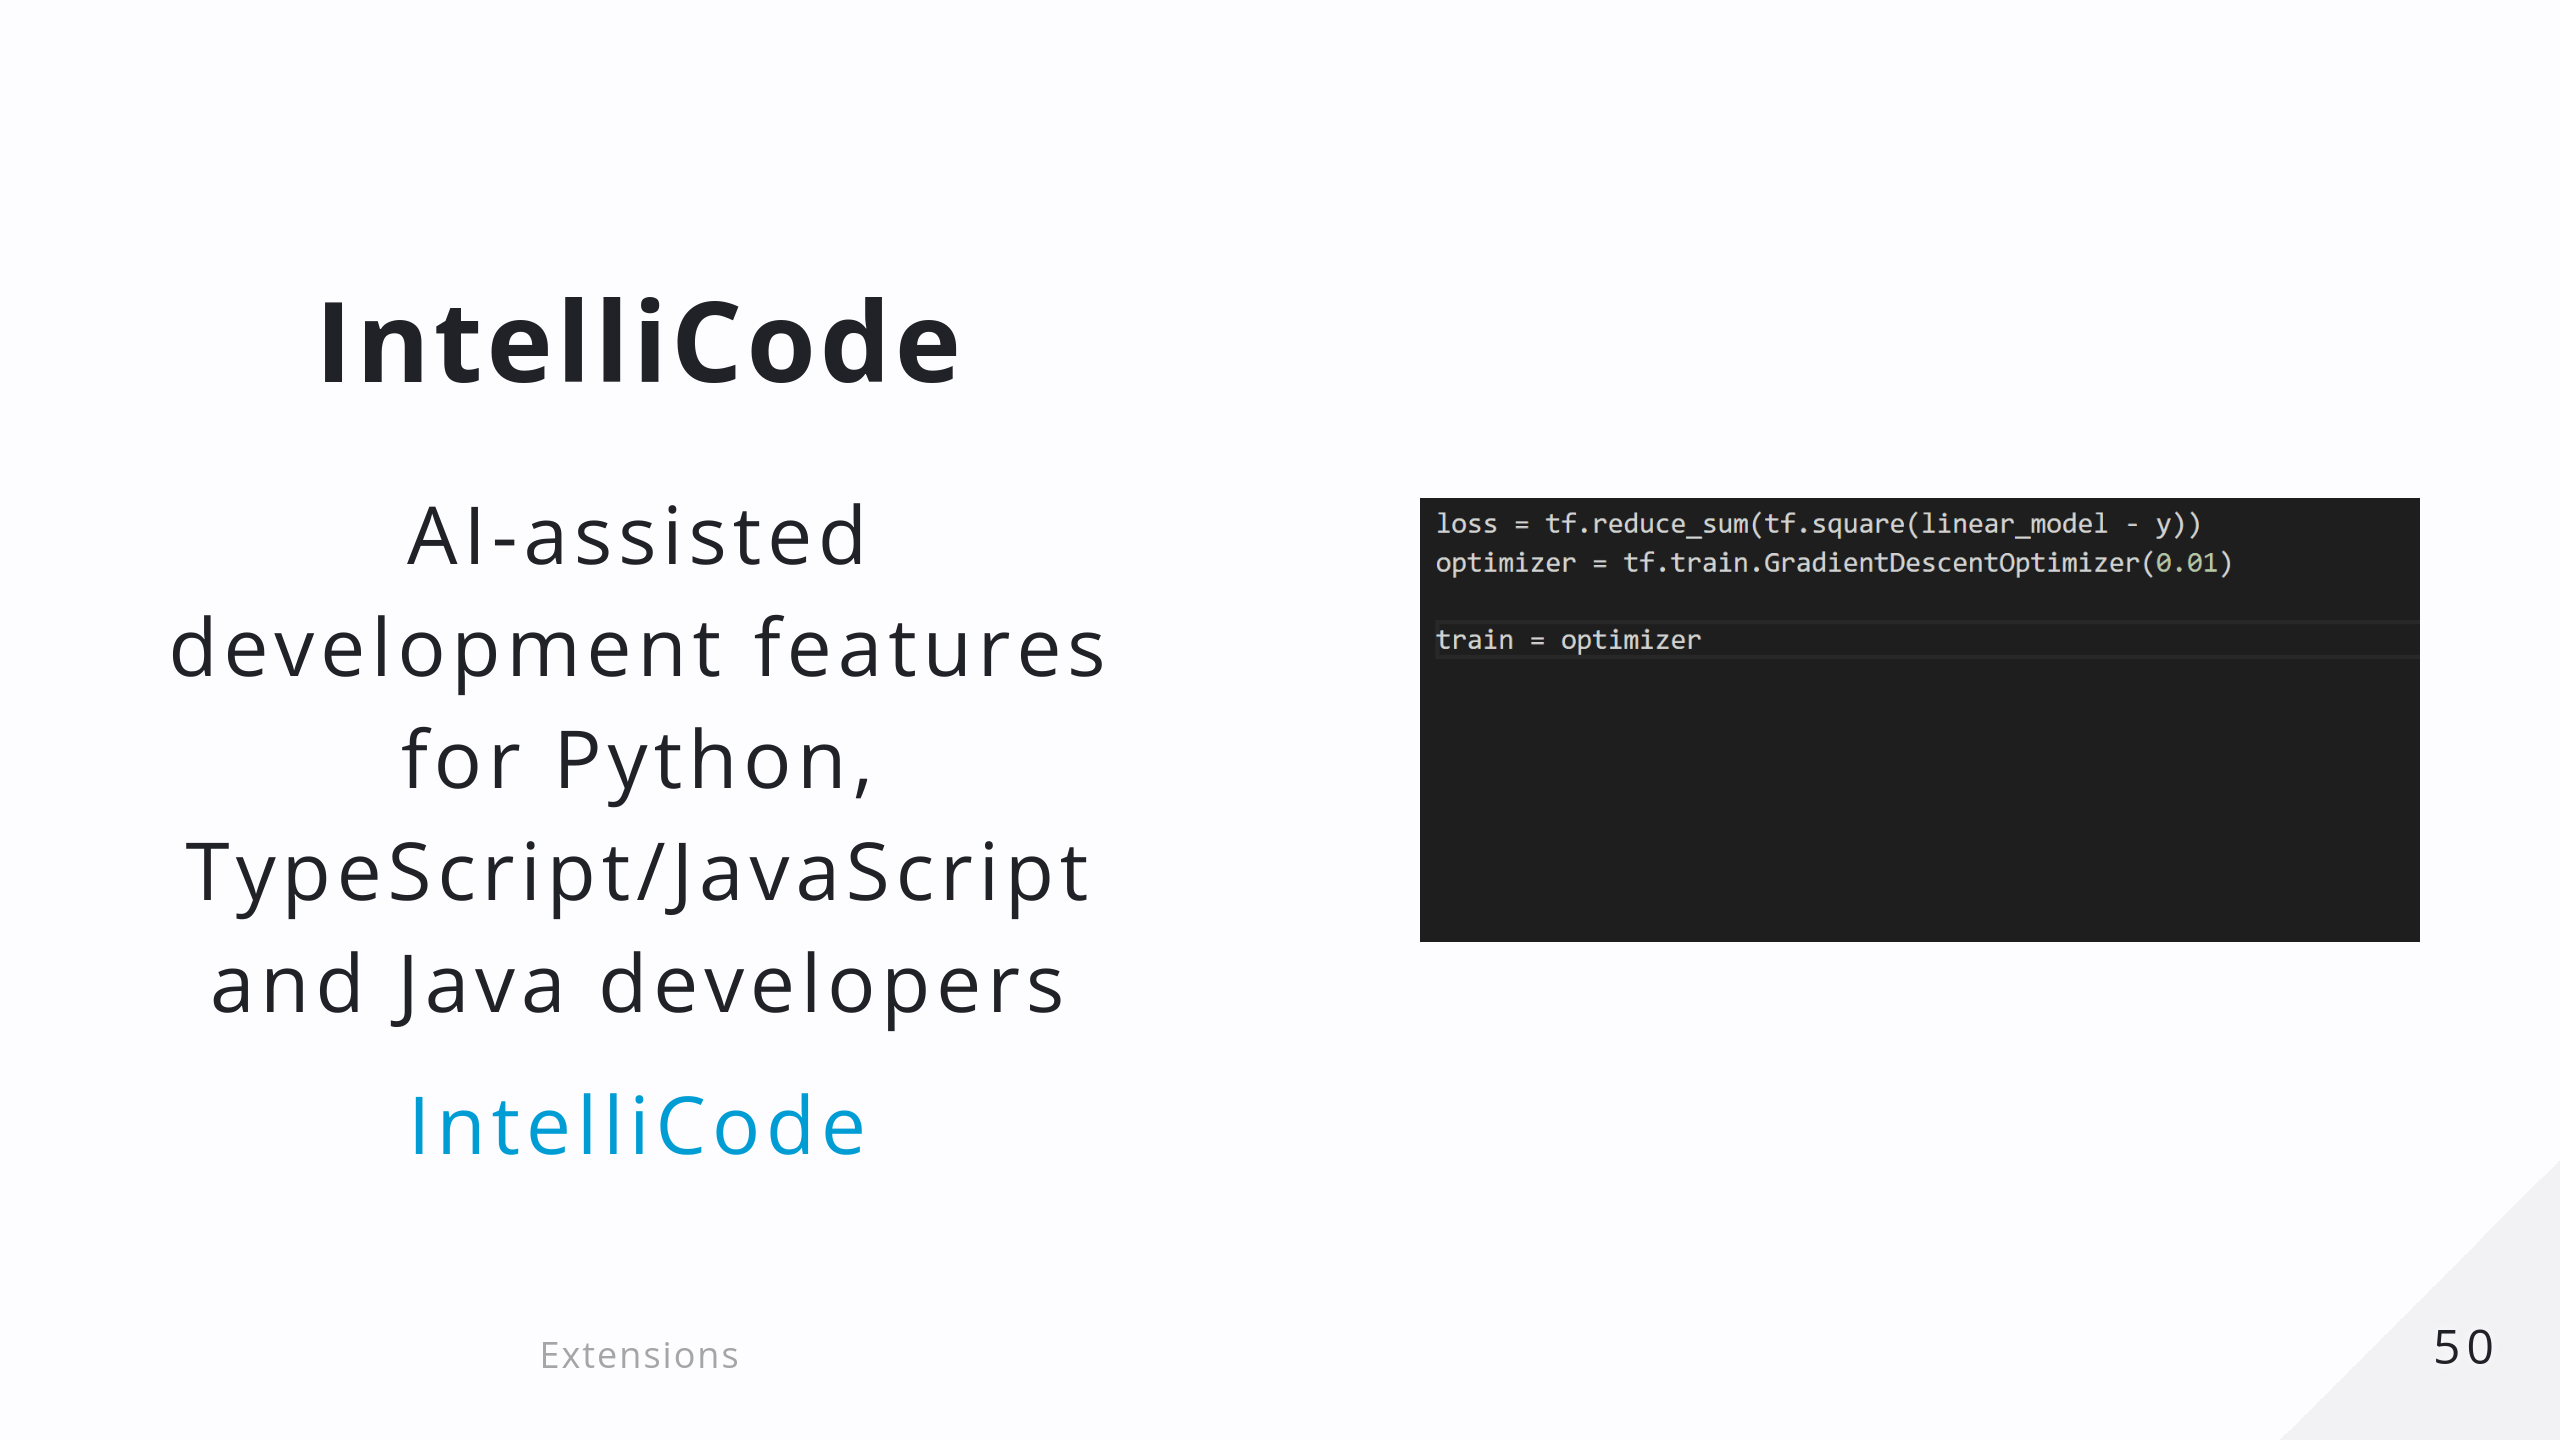 IntelliCode
AI-assisted
development features
for Python,
TypeScript/JavaScript
and Java developers
IntelliCode
loss = tf.reduce_sum(tf.square(linear_model - y))
optimizer = tf.train.GradientDescentOptimizer(0.01)
train = optimizer
Extensions
50